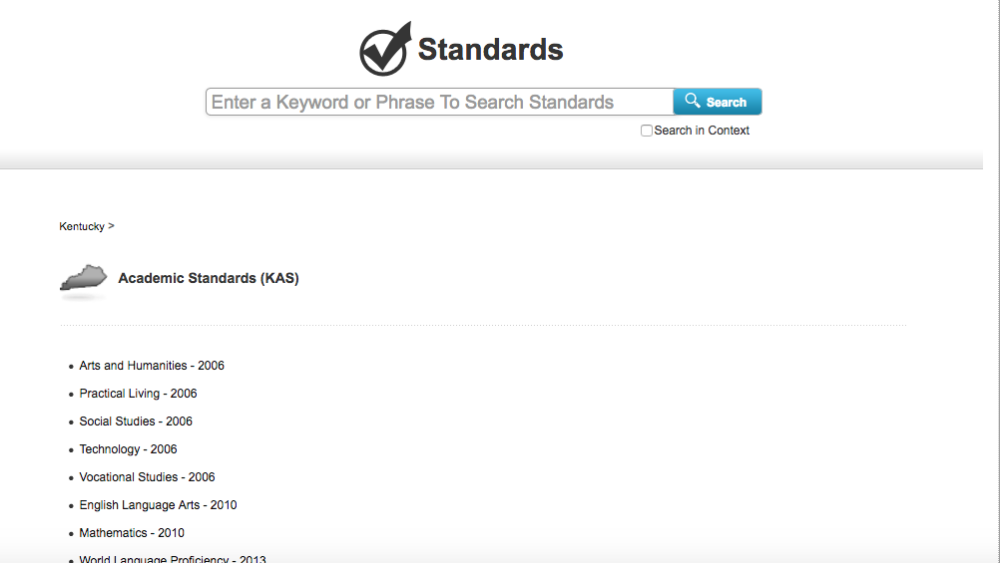 Standards
Enter a Keyword or Phrase To Search Standards
Search
Search in Context
Kentucky >
Academic Standards (KAS)
Arts and Humanities - 2006
Practical Living - 2006
Social Studies - 2006
Technology - 2006
Vocational Studies - 2006
English Language Arts - 2010
Mathematics - 2010
World Language Proficiency - 2013